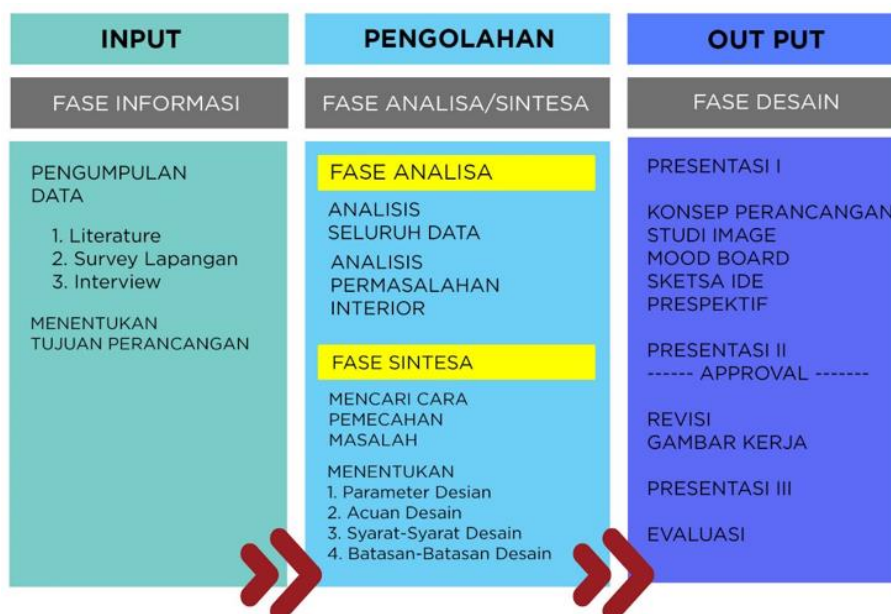 INPUT
FASE INFORMASI
PENGUMPULAN
DATA
1. Literature
2. Survey Lapangan
3. Interview
MENENTUKAN
TUJUAN PERANCANGAN
PENGOLAHAN
FASE ANALISA/SINTESA
FASE ANALISA
ANALISIS
SELURUH DATA
ANALISIS
PERMASALAHAN
INTERIOR
FASE SINTESA
MENCARI CARA
PEMECAHAN
MASALAH
MENENTUKAN
1. Parameter Desian
2. Acuan Desain
3. Syarat-Syarat Desain
4. Batasan-Batasan Desain
OUT PUT
FASE DESAIN
PRESENTASI I
KONSEP PERANCANGAN
STUDI IMAGE
MOOD BOARD
SKETSA IDE
PRESPEKTIF
PRESENTASI II
------ APPROVAL -------
REVISI
GAMBAR KERJA
PRESENTASI III
EVALUASI